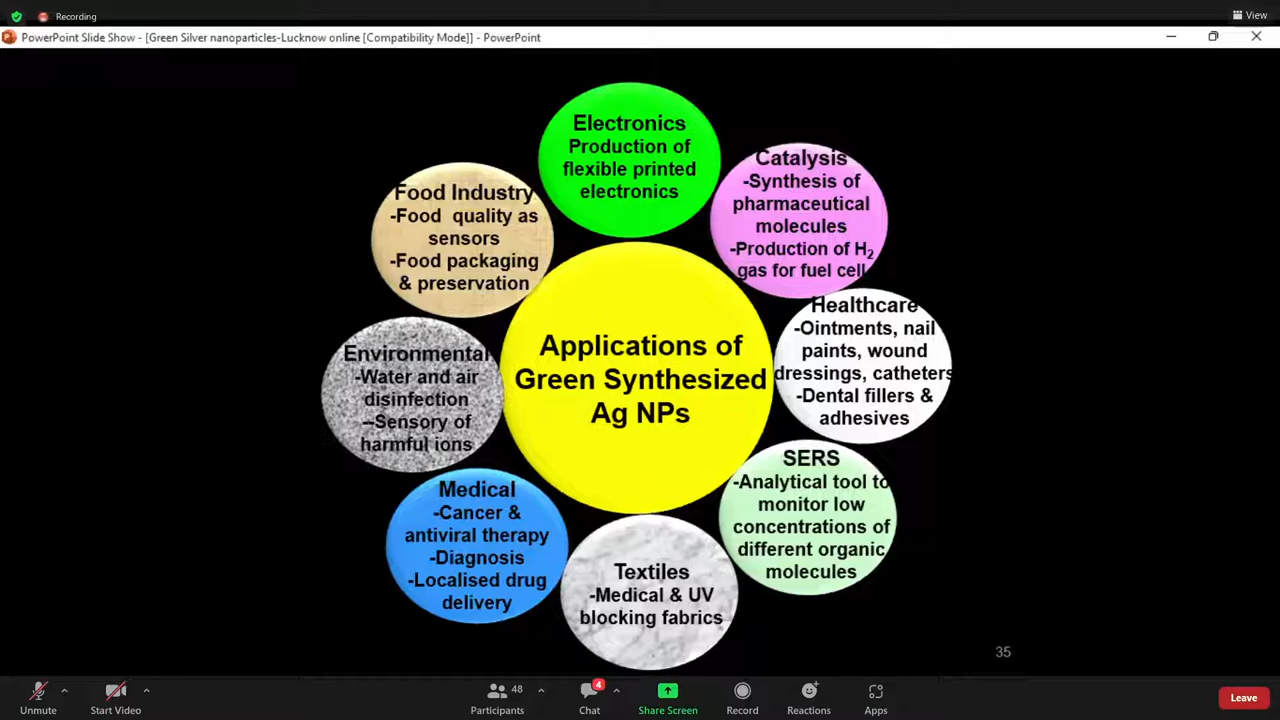 Recording
View
PowerPoint Slide Show - [Green Silver nanoparticles-Lucknow online [Compatibility Mode]] - PowerPoint
Electronics
Production of
flexible printed
electronics
Catalysis
-Synthesis of
pharmaceutical
molecules
-Production of H₂
gas for fuel cell
Food Industry
-Food quality as
sensors
-Food packaging
& preservation
Healthcare
-Ointments, nail
paints, wound
dressings, catheters
-Dental fillers &
adhesives
Applications of
Green Synthesized
Ag NPs
Environmental
-Water and air
disinfection
--Sensory of
harmful ions
SERS
-Analytical tool to
monitor low
concentrations of
different organic
molecules
Medical
-Cancer &
antiviral therapy
-Diagnosis
-Localised drug
delivery
Textiles
-Medical & UV
blocking fabrics
35
Unmute
Start Video
48
Participants
4
Chat
Share Screen
Record
Reactions
Apps
Leave